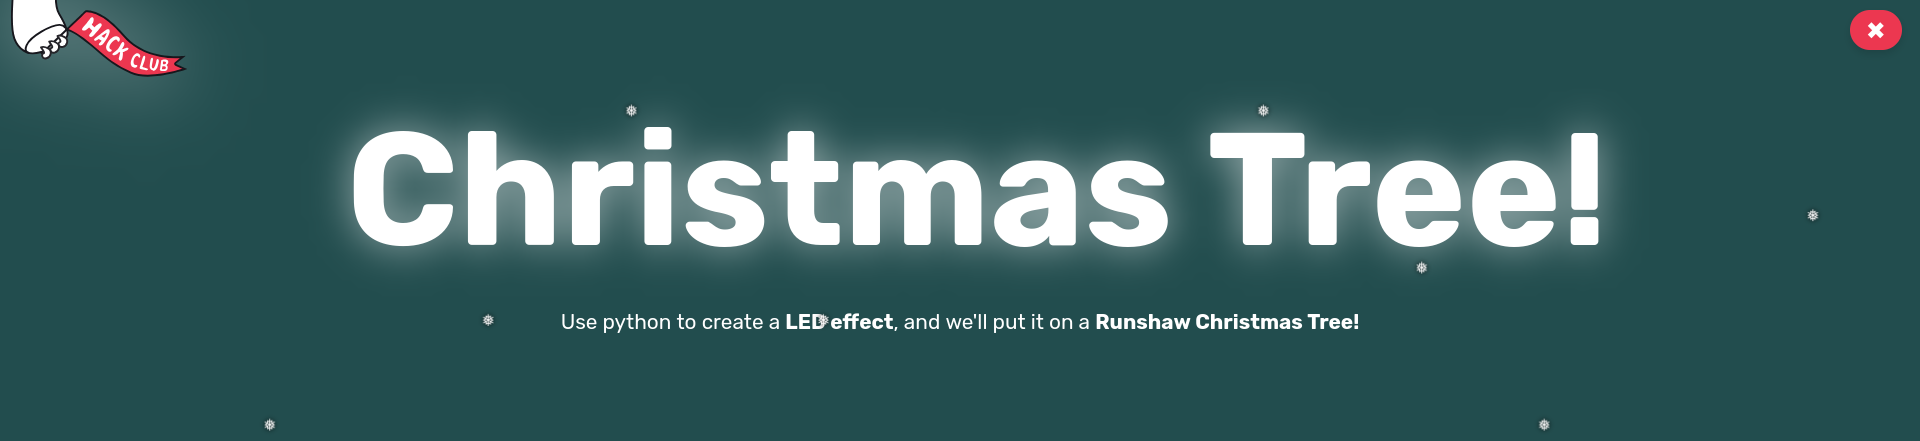 HACK CLUB
Christmas Tree!
Use python to create a LED effect, and we'll put it on a Runshaw Christmas Tree!